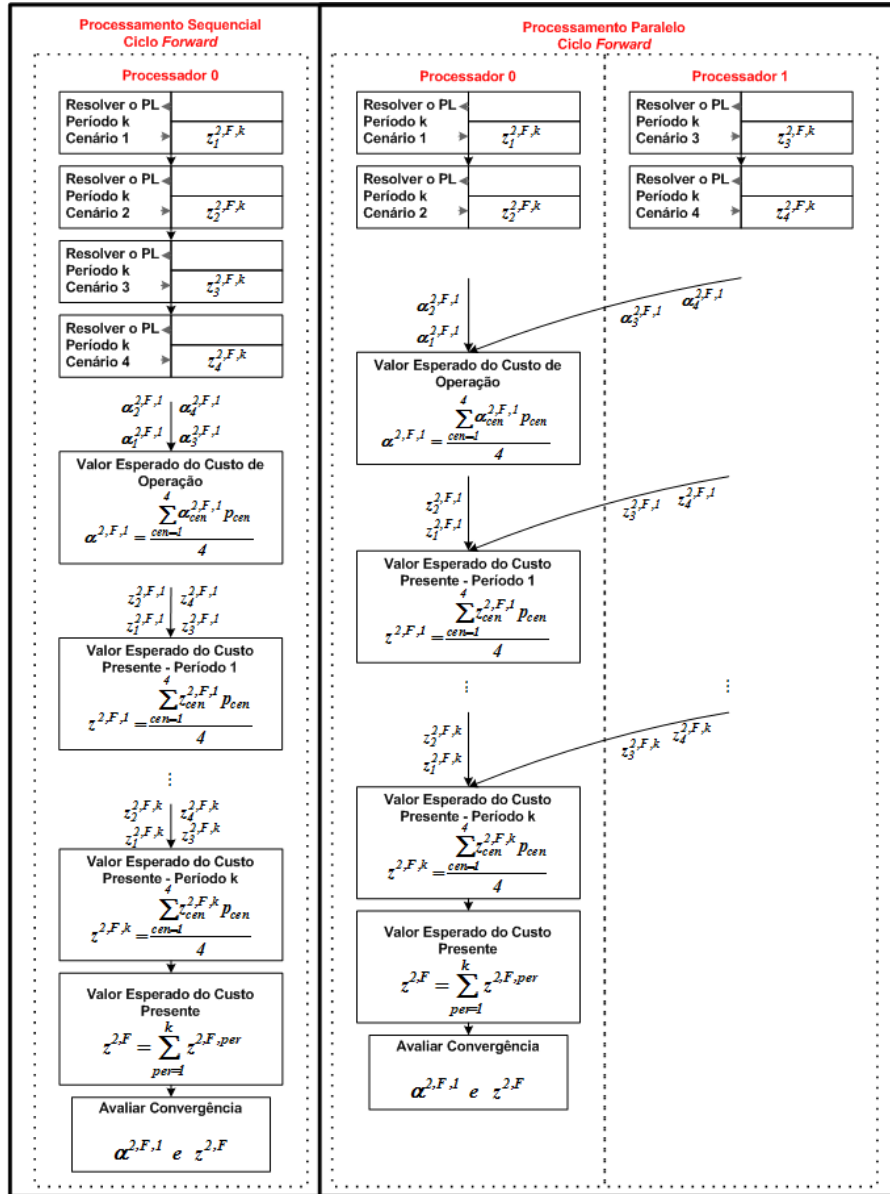 Processamento Sequencial
Ciclo Forward
Processador 0
Resolver o PL
Período k
Cenário 1
z_1^{2,F,k}
Resolver o PL
Período k
Cenário 2
z_2^{2,F,k}
Resolver o PL
Período k
Cenário 3
z_3^{2,F,k}
Resolver o PL
Período k
Cenário 4
z_4^{2,F,k}
α_2^{2,F,1} α_4^{2,F,1}
α_1^{2,F,1} α_3^{2,F,1}
Valor Esperado do Custo de
Operação
α^{2,F,1} = \frac{\sum_{cen=1}^{4} α_{cen}^{2,F,1} p_{cen}}{4}
z_2^{2,F,1} z_4^{2,F,1}
z_1^{2,F,1} z_3^{2,F,1}
Valor Esperado do Custo
Presente - Período 1
z^{2,F,1} = \frac{\sum_{cen=1}^{4} z_{cen}^{2,F,1} p_{cen}}{4}
...
z_2^{2,F,k} z_4^{2,F,k}
z_1^{2,F,k} z_3^{2,F,k}
Valor Esperado do Custo
Presente - Período k
z^{2,F,k} = \frac{\sum_{cen=1}^{4} z_{cen}^{2,F,k} p_{cen}}{4}
Valor Esperado do Custo
Presente
z^{2,F} = \sum_{per=1}^{k} z^{2,F,per}
Avaliar Convergência
α^{2,F,1} e z^{2,F}
Processamento Paralelo
Ciclo Forward
Processador 0
Resolver o PL
Período k
Cenário 1
z_1^{2,F,k}
Resolver o PL
Período k
Cenário 2
z_2^{2,F,k}
Processador 1
Resolver o PL
Período k
Cenário 3
z_3^{2,F,k}
Resolver o PL
Período k
Cenário 4
z_4^{2,F,k}
α_2^{2,F,1}
α_1^{2,F,1}
α_3^{2,F,1} α_4^{2,F,1}
Valor Esperado do Custo de
Operação
α^{2,F,1} = \frac{\sum_{cen=1}^{4} α_{cen}^{2,F,1} p_{cen}}{4}
z_2^{2,F,1}
z_1^{2,F,1}
z_3^{2,F,1} z_4^{2,F,1}
Valor Esperado do Custo
Presente - Período 1
z^{2,F,1} = \frac{\sum_{cen=1}^{4} z_{cen}^{2,F,1} p_{cen}}{4}
... ...
z_2^{2,F,k}
z_1^{2,F,k}
z_3^{2,F,k} z_4^{2,F,k}
Valor Esperado do Custo
Presente - Período k
z^{2,F,k} = \frac{\sum_{cen=1}^{4} z_{cen}^{2,F,k} p_{cen}}{4}
Valor Esperado do Custo
Presente
z^{2,F} = \sum_{per=1}^{k} z^{2,F,per}
Avaliar Convergência
α^{2,F,1} e z^{2,F}